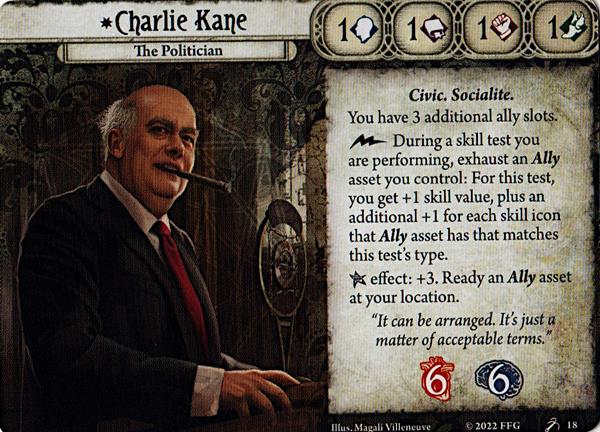 Charlie Kane
The Politician
1 1 1 1
Civic. Socialite.
You have 3 additional ally slots.
During a skill test you
are performing, exhaust an Ally
asset you control: For this test,
you get +1 skill value, plus an
additional +1 for each skill icon
that Ally asset has that matches
this test's type.
effect: +3. Ready an Ally asset
at your location.
"It can be arranged. It's just a
matter of acceptable terms."
6 6
Illus. Magali Villeneuve © 2022 FFG 18